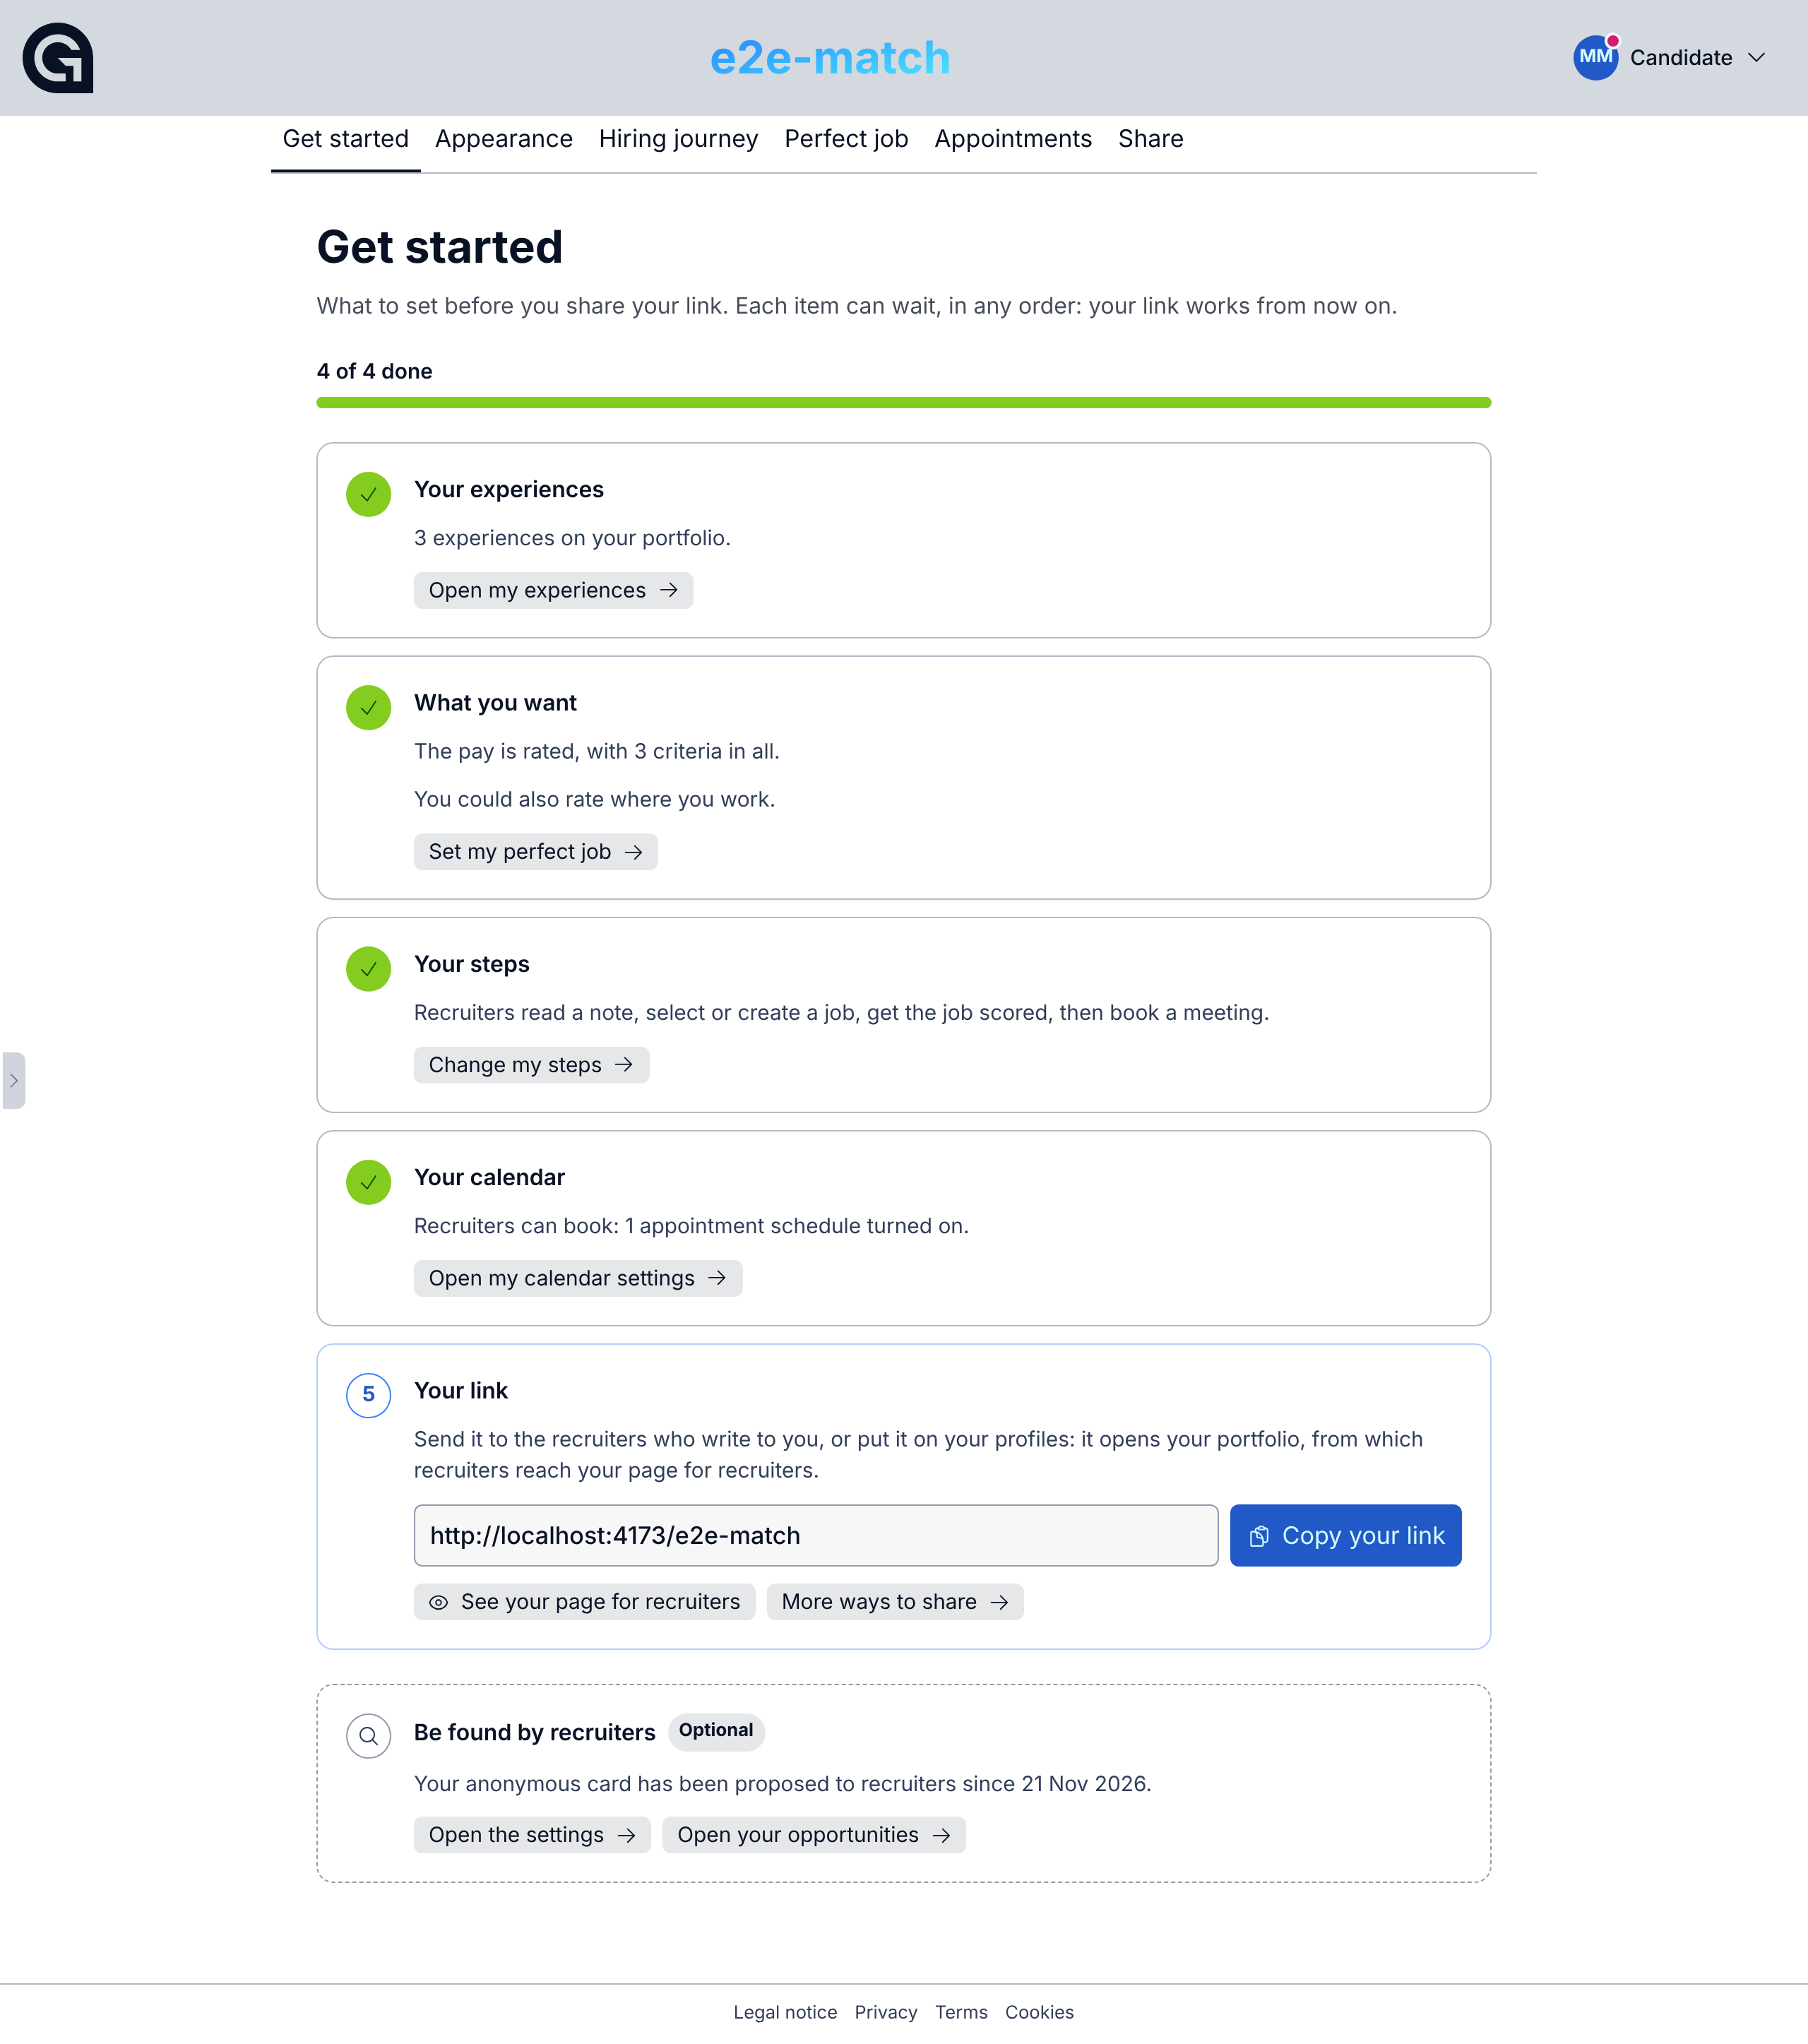 e2e-match
MM
Candidate
Get started
Appearance
Hiring journey
Perfect job
Appointments
Share
Get started
What to set before you share your link. Each item can wait, in any order: your link works from now on.
4 of 4 done
Your experiences
3 experiences on your portfolio.
Open my experiences
What you want
The pay is rated, with 3 criteria in all.
You could also rate where you work.
Set my perfect job
Your steps
Recruiters read a note, select or create a job, get the job scored, then book a meeting.
Change my steps
Your calendar
Recruiters can book: 1 appointment schedule turned on.
Open my calendar settings
5
Your link
Send it to the recruiters who write to you, or put it on your profiles: it opens your portfolio, from which
recruiters reach your page for recruiters.
http://localhost:4173/e2e-match
Copy your link
See your page for recruiters
More ways to share
Be found by recruiters
Optional
Your anonymous card has been proposed to recruiters since 21 Nov 2026.
Open the settings
Open your opportunities
Legal notice
Privacy
Terms
Cookies